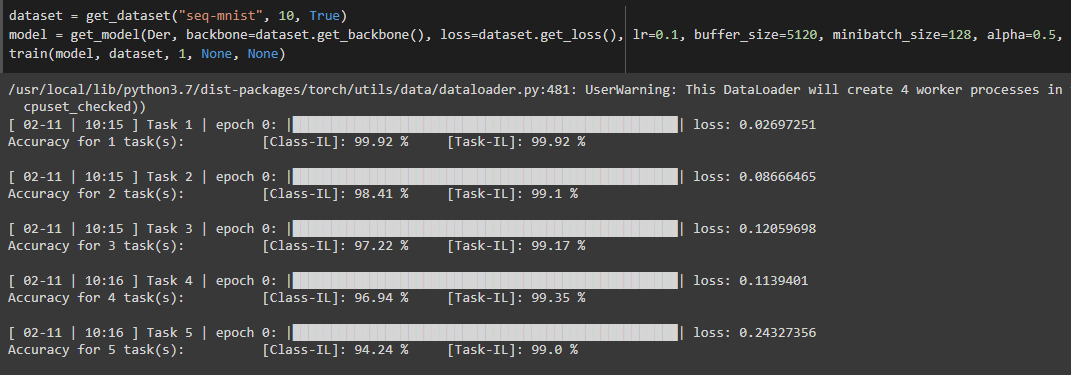 dataset = get_dataset("seq-mnist", 10, True)
model = get_model(Der, backbone=dataset.get_backbone(), loss=dataset.get_loss(), lr=0.1, buffer_size=5120, minibatch_size=128, alpha=0.5,
train(model, dataset, 1, None, None)
/usr/local/lib/python3.7/dist-packages/torch/utils/data/dataloader.py:481: UserWarning: This DataLoader will create 4 worker processes in
cpuset_checked))
[ 02-11 | 10:15 ] Task 1 | epoch 0: |██████████████████████████████████████████████████| loss: 0.02697251
Accuracy for 1 task(s): [Class-IL]: 99.92 % [Task-IL]: 99.92 %
[ 02-11 | 10:15 ] Task 2 | epoch 0: |██████████████████████████████████████████████████| loss: 0.08666465
Accuracy for 2 task(s): [Class-IL]: 98.41 % [Task-IL]: 99.1 %
[ 02-11 | 10:15 ] Task 3 | epoch 0: |██████████████████████████████████████████████████| loss: 0.12059698
Accuracy for 3 task(s): [Class-IL]: 97.22 % [Task-IL]: 99.17 %
[ 02-11 | 10:16 ] Task 4 | epoch 0: |██████████████████████████████████████████████████| loss: 0.1139401
Accuracy for 4 task(s): [Class-IL]: 96.94 % [Task-IL]: 99.35 %
[ 02-11 | 10:16 ] Task 5 | epoch 0: |██████████████████████████████████████████████████| loss: 0.24327356
Accuracy for 5 task(s): [Class-IL]: 94.24 % [Task-IL]: 99.0 %